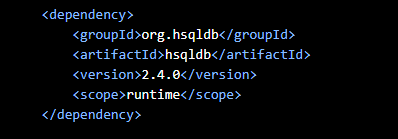 <dependency>
<groupId>org.hsqldb</groupId>
<artifactId>hsqldb</artifactId>
<version>2.4.0</version>
<scope>runtime</scope>
</dependency>